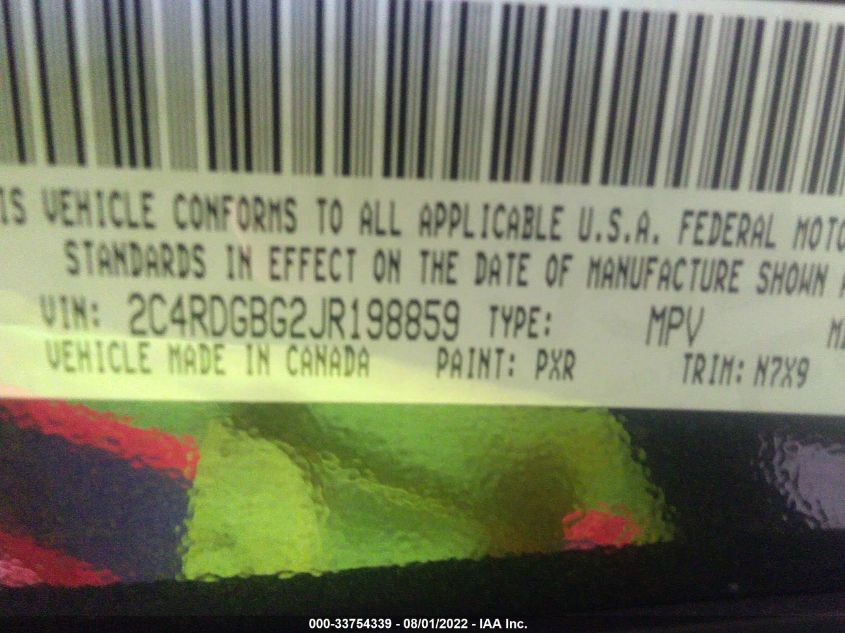 IS VEHICLE CONFORMS TO ALL APPLICABLE U.S.A. FEDERAL MOTO
STANDARDS IN EFFECT ON THE DATE OF MANUFACTURE SHOWN A
VIN: 2C4RDGBG2JR198859 TYPE: MPV
VEHICLE MADE IN CANADA PAINT: PXR TRIM: N7X9
000-33754339 - 08/01/2022 - IAA Inc.